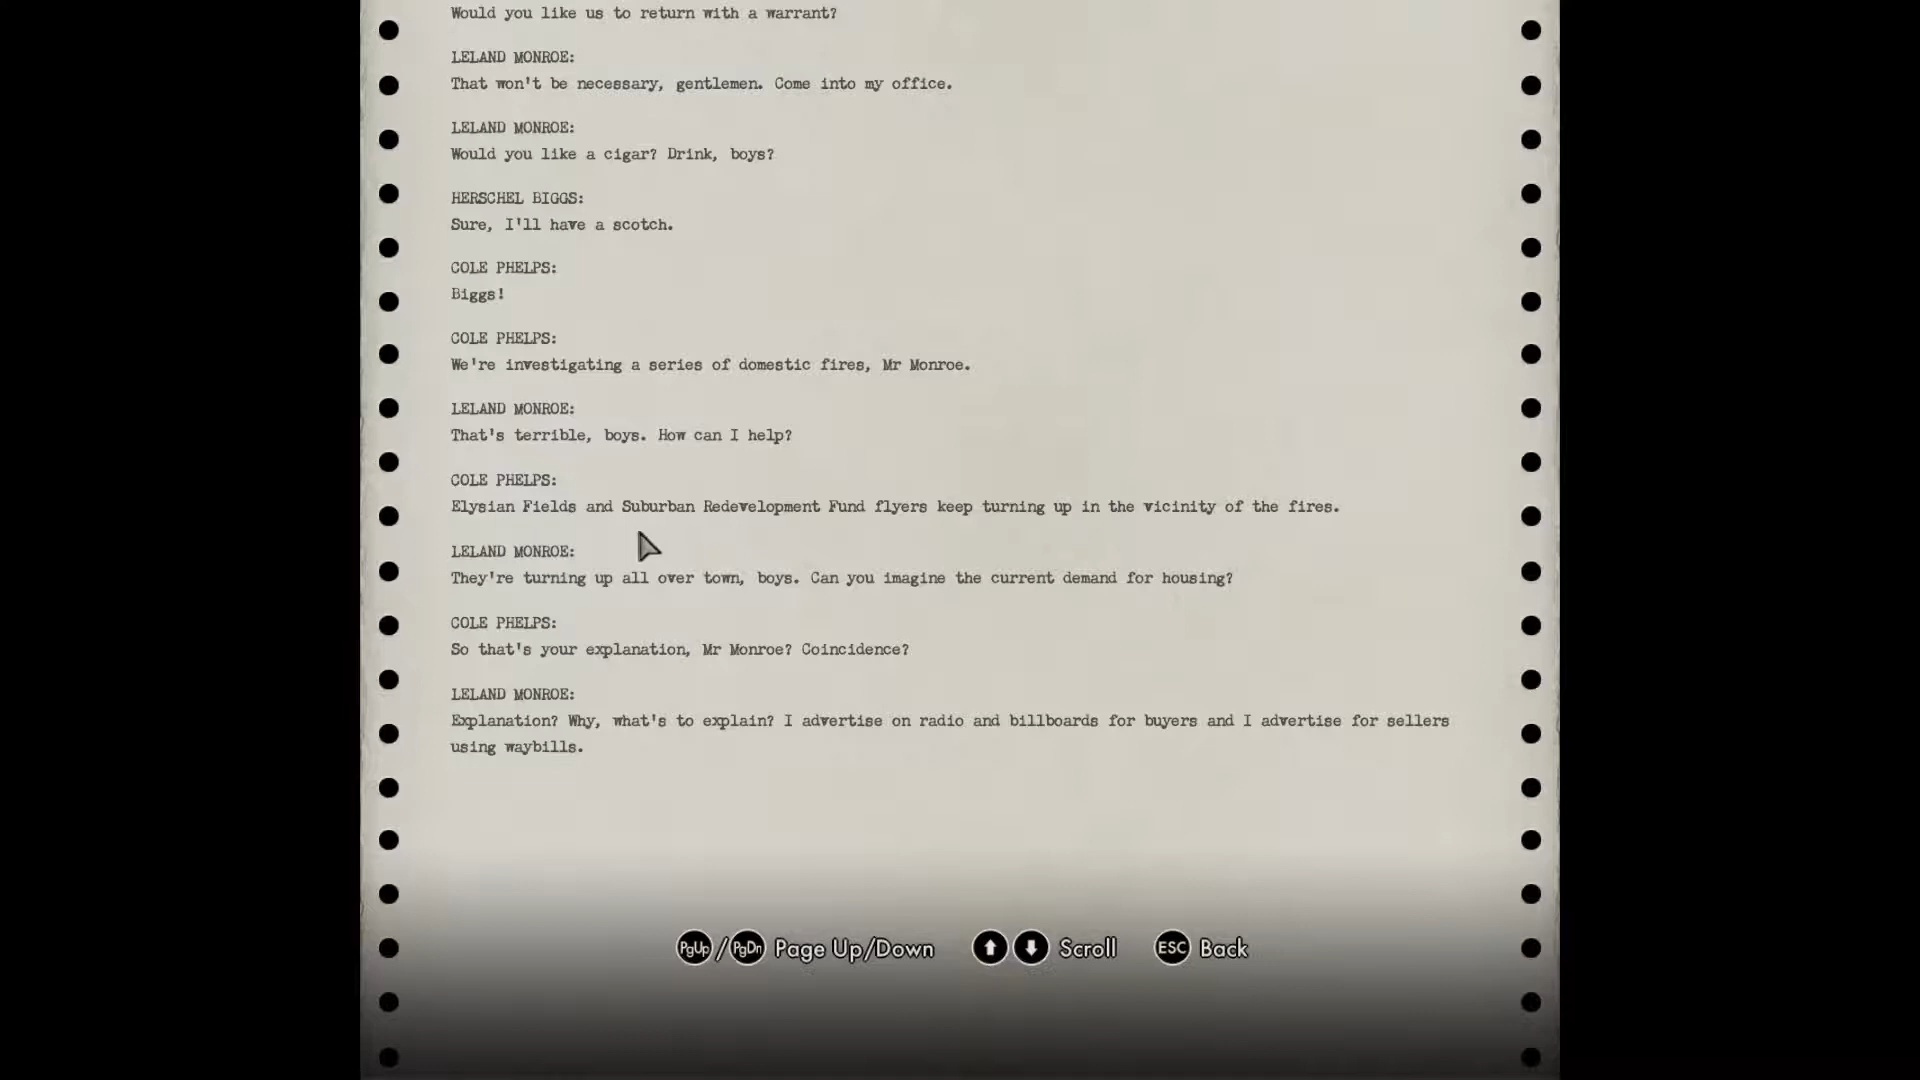 Would you like us to return with a warrant?
LELAND MONROE:
That won't be necessary, gentlemen. Come into my office.
LELAND MONROE:
Would you like a cigar? Drink, boys?
HERSCHEL BIGGS:
Sure, I'll have a scotch.
COLE PHELPS:
Biggs!
COLE PHELPS:
We're investigating a series of domestic fires, Mr Monroe.
LELAND MONROE:
That's terrible, boys. How can I help?
COLE PHELPS:
Elysian Fields and Suburban Redevelopment Fund flyers keep turning up in the vicinity of the fires.
LELAND MONROE:
They're turning up all over town, boys. Can you imagine the current demand for housing?
COLE PHELPS:
So that's your explanation, Mr Monroe? Coincidence?
LELAND MONROE:
Explanation? Why, what's to explain? I advertise on radio and billboards for buyers and I advertise for sellers
using waybills.
PgUp/PgDn Page Up/Down Scroll ESC Back